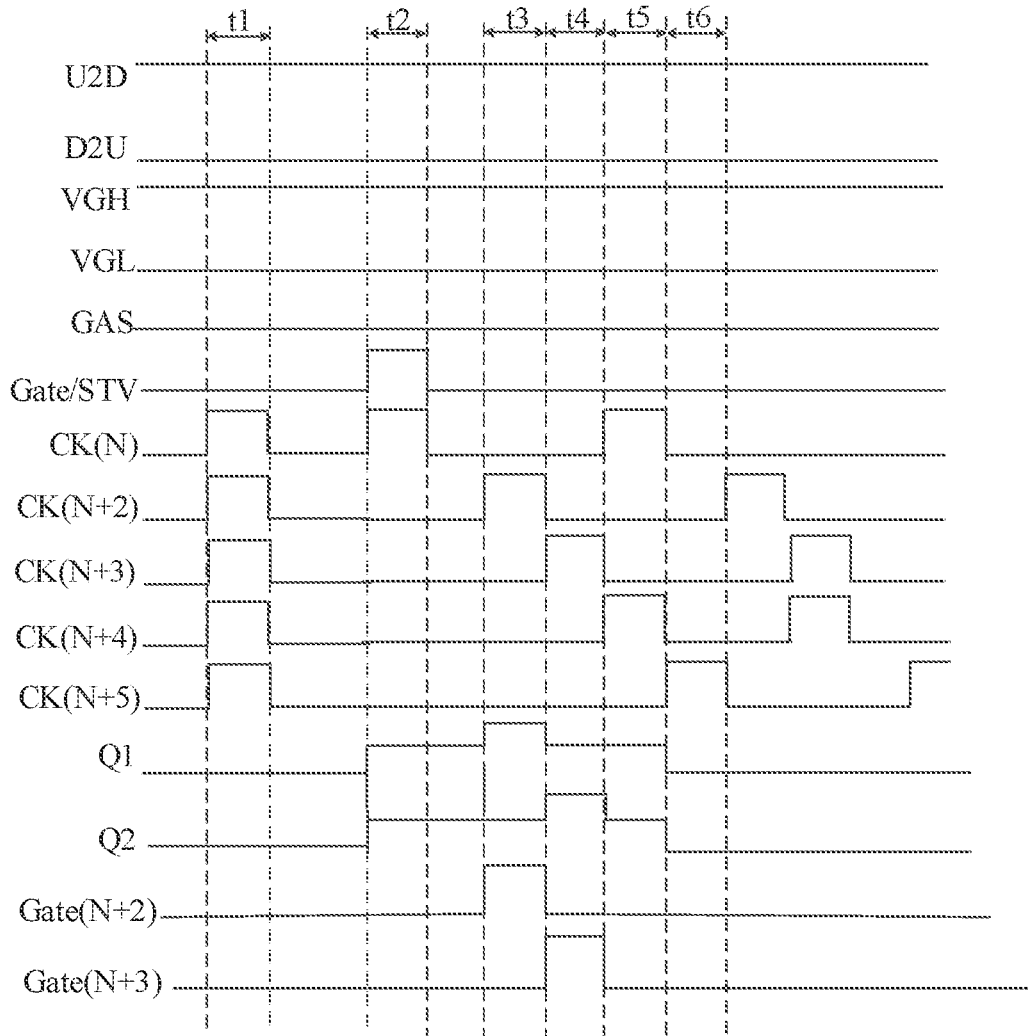 t1 t2 t3 t4 t5 t6
U2D
D2U
VGH
VGL
GAS
Gate/STV
CK(N)
CK(N+2)
CK(N+3)
CK(N+4)
CK(N+5)
Q1
Q2
Gate(N+2)
Gate(N+3)